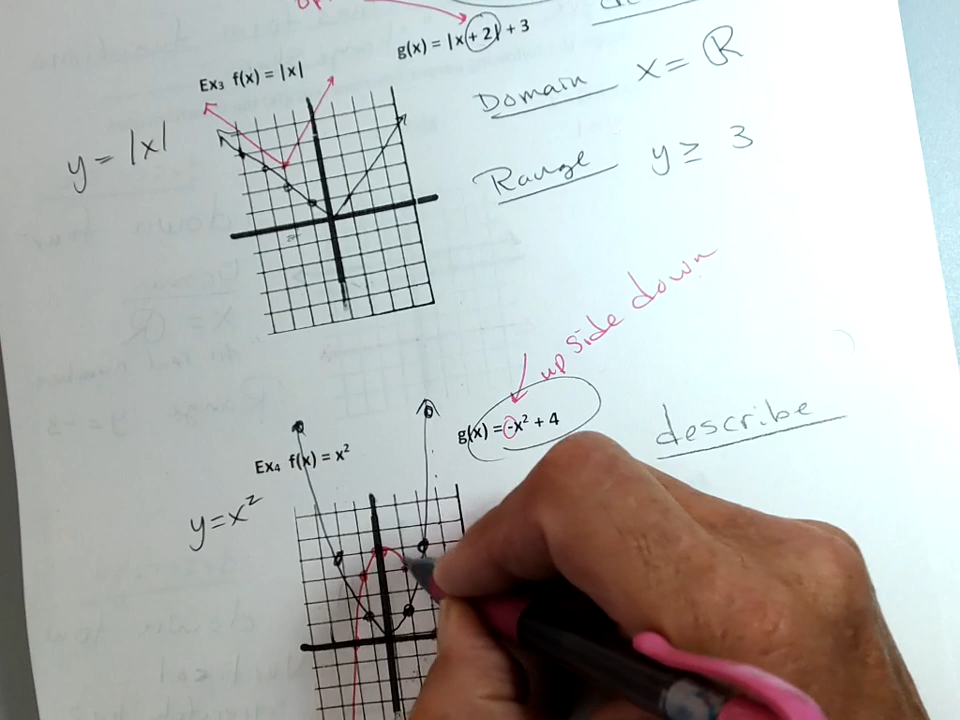 g(x) = |x + 2| + 3
Ex3 f(x) = |x|
Domain x = ℝ
y = |x|
Range y ≥ 3
upside down
g(x) = -x² + 4
describe
Ex4 f(x) = x²
y = x²